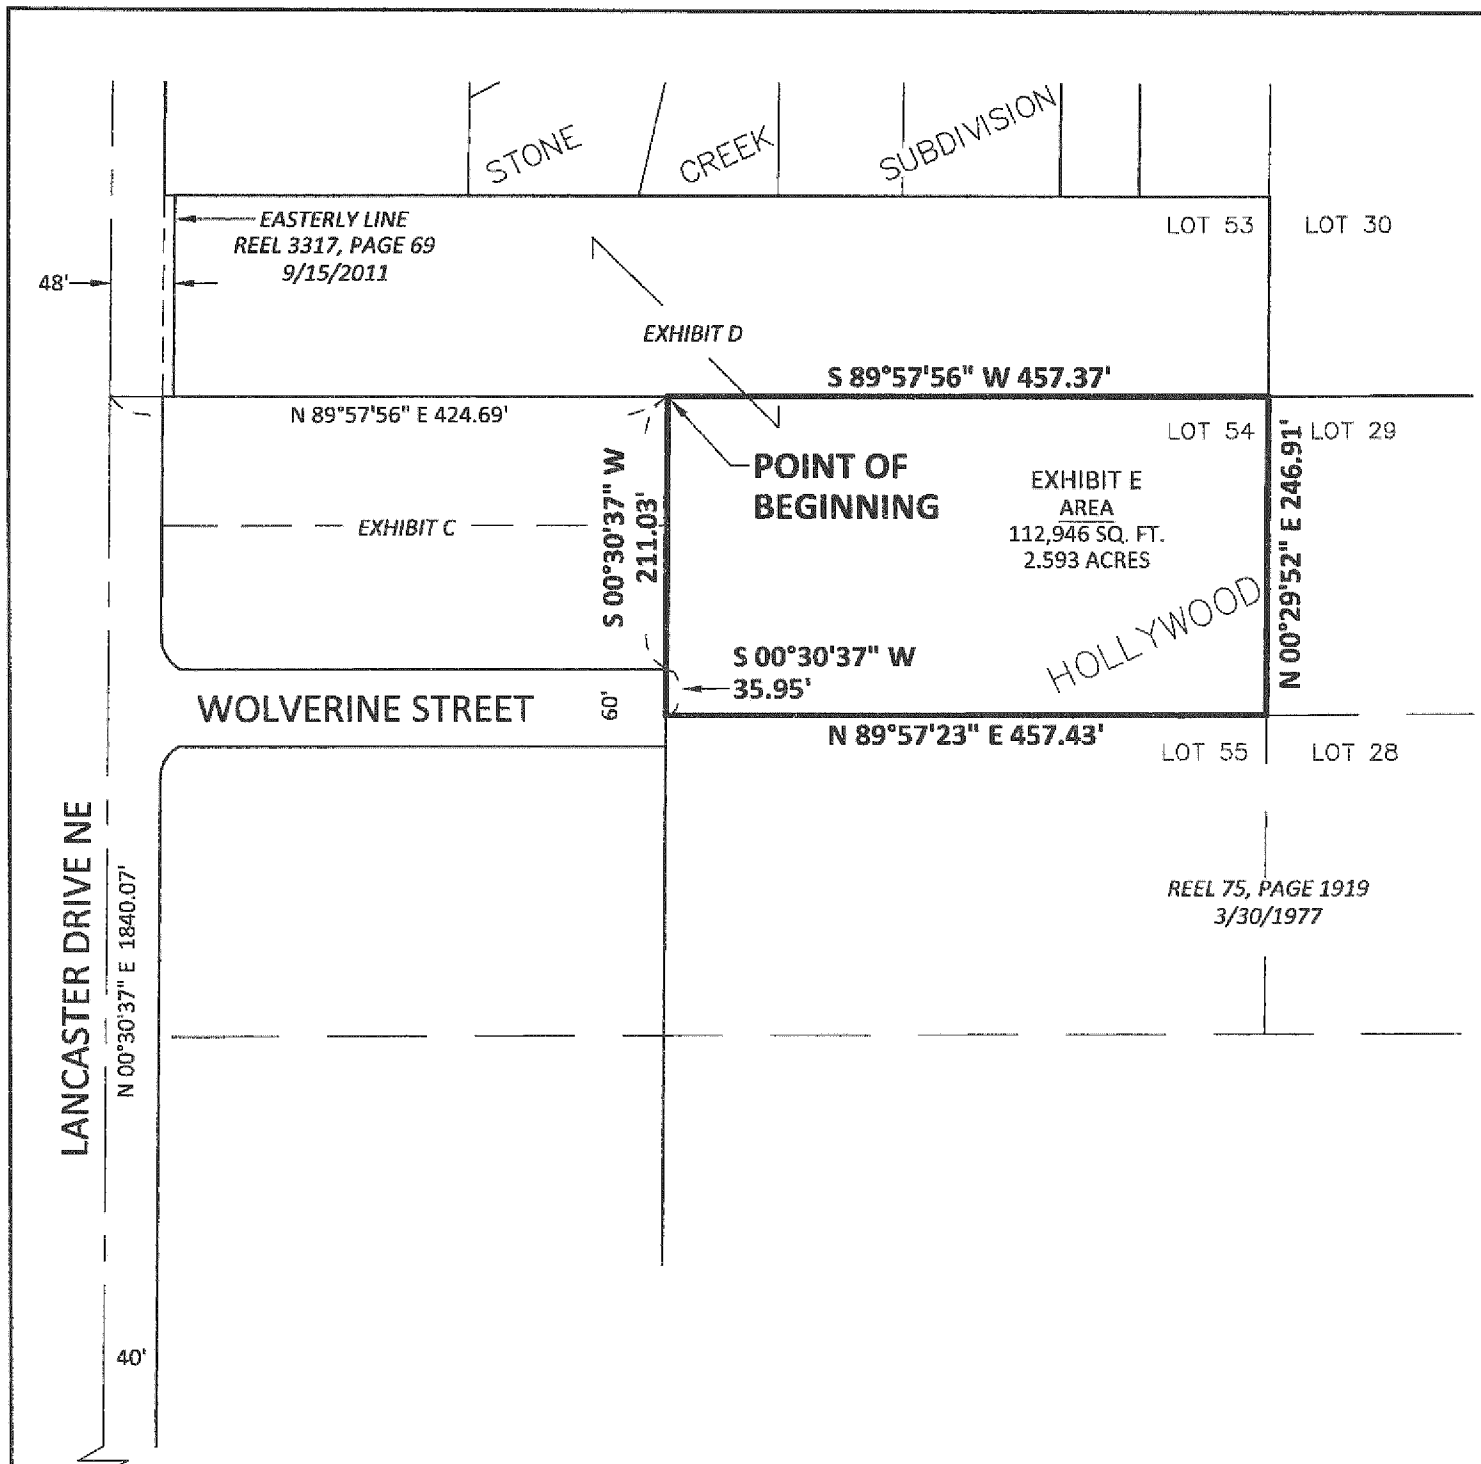 STONE CREEK SUBDIVISION
EASTERLY LINE
REEL 3317, PAGE 69
9/15/2011
LOT 53
LOT 30
48'
EXHIBIT D
S 89°57'56" W 457.37'
N 89°57'56" E 424.69'
LOT 54
LOT 29
POINT OF
BEGINNING
EXHIBIT E
AREA
112,946 SQ. FT.
2.593 ACRES
S 00°30'37" W
211.03'
N 00°29'52" E 246.91'
EXHIBIT C
HOLLYWOOD
S 00°30'37" W
35.95'
WOLVERINE STREET
60'
N 89°57'23" E 457.43'
LOT 55
LOT 28
LANCASTER DRIVE NE
N 00°30'37" E 1840.07'
REEL 75, PAGE 1919
3/30/1977
40'